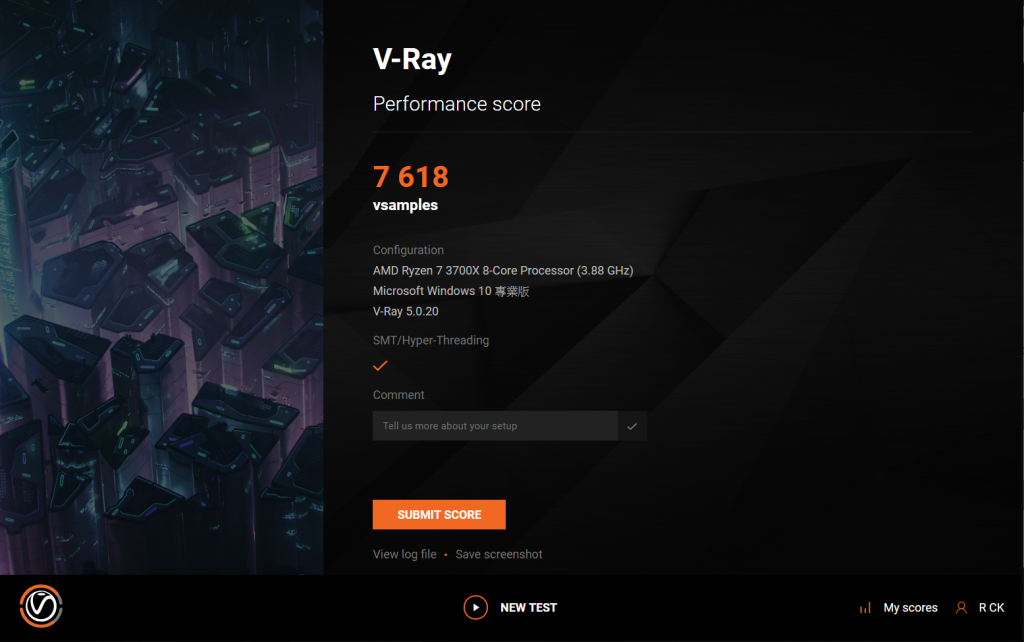 V-Ray
Performance score
7 618
vsamples
Configuration
AMD Ryzen 7 3700X 8-Core Processor (3.88 GHz)
Microsoft Windows 10 專業版
V-Ray 5.0.20
SMT/Hyper-Threading
Comment
Tell us more about your setup
SUBMIT SCORE
View log file • Save screenshot
NEW TEST
My scores
R CK